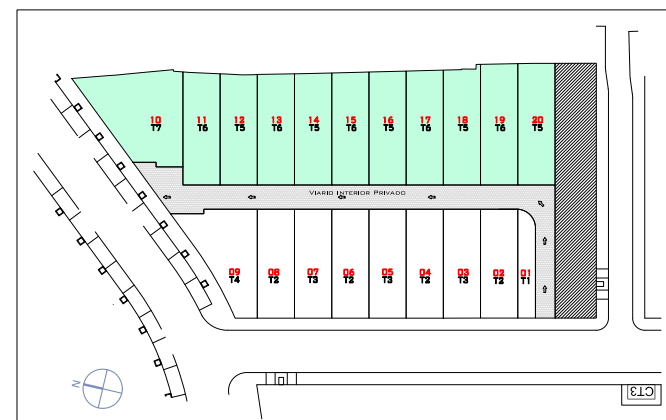 10 11 12 13 14 15 16 17 18 19 20
T7 T6 T5 T6 T5 T6 T5 T6 T5 T6 T5
VIARIO INTERIOR PRIVADO
09 08 07 06 05 04 03 02 01
T4 T2 T3 T2 T3 T2 T3 T2 T1
N
CT3